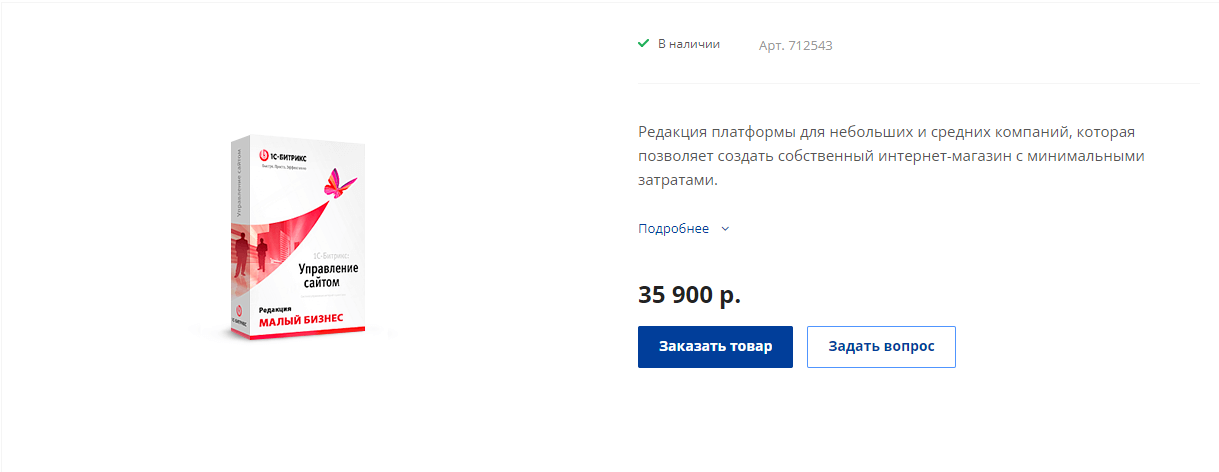 В наличии
Арт. 712543
Редакция платформы для небольших и средних компаний, которая
позволяет создать собственный интернет-магазин с минимальными
затратами.
Подробнее
35 900 р.
Заказать товар
Задать вопрос
Управление сайтом
1С-БИТРИКС
Быстро. Просто. Эффективно.
1С-Битрикс:
Управление
сайтом
Редакция
МАЛЫЙ БИЗНЕС
1С-БИТРИКС